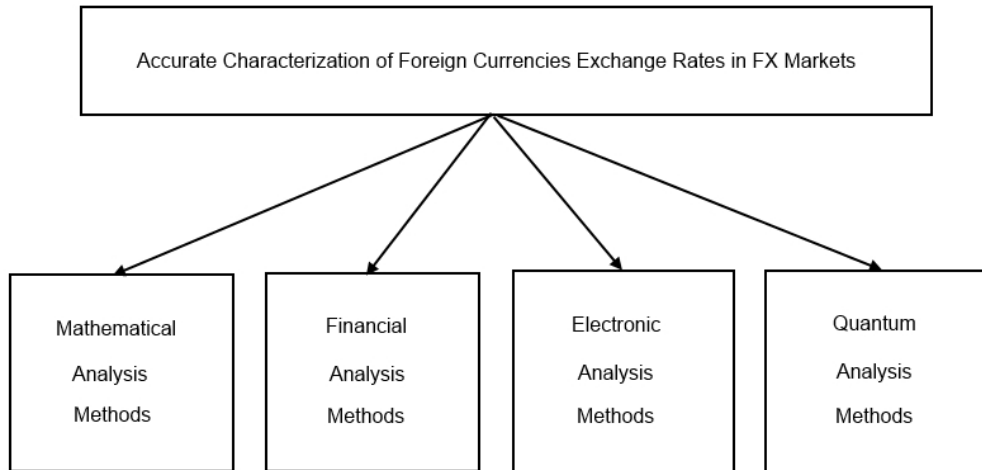 Accurate Characterization of Foreign Currencies Exchange Rates in FX Markets
Mathematical
Analysis
Methods
Financial
Analysis
Methods
Electronic
Analysis
Methods
Quantum
Analysis
Methods